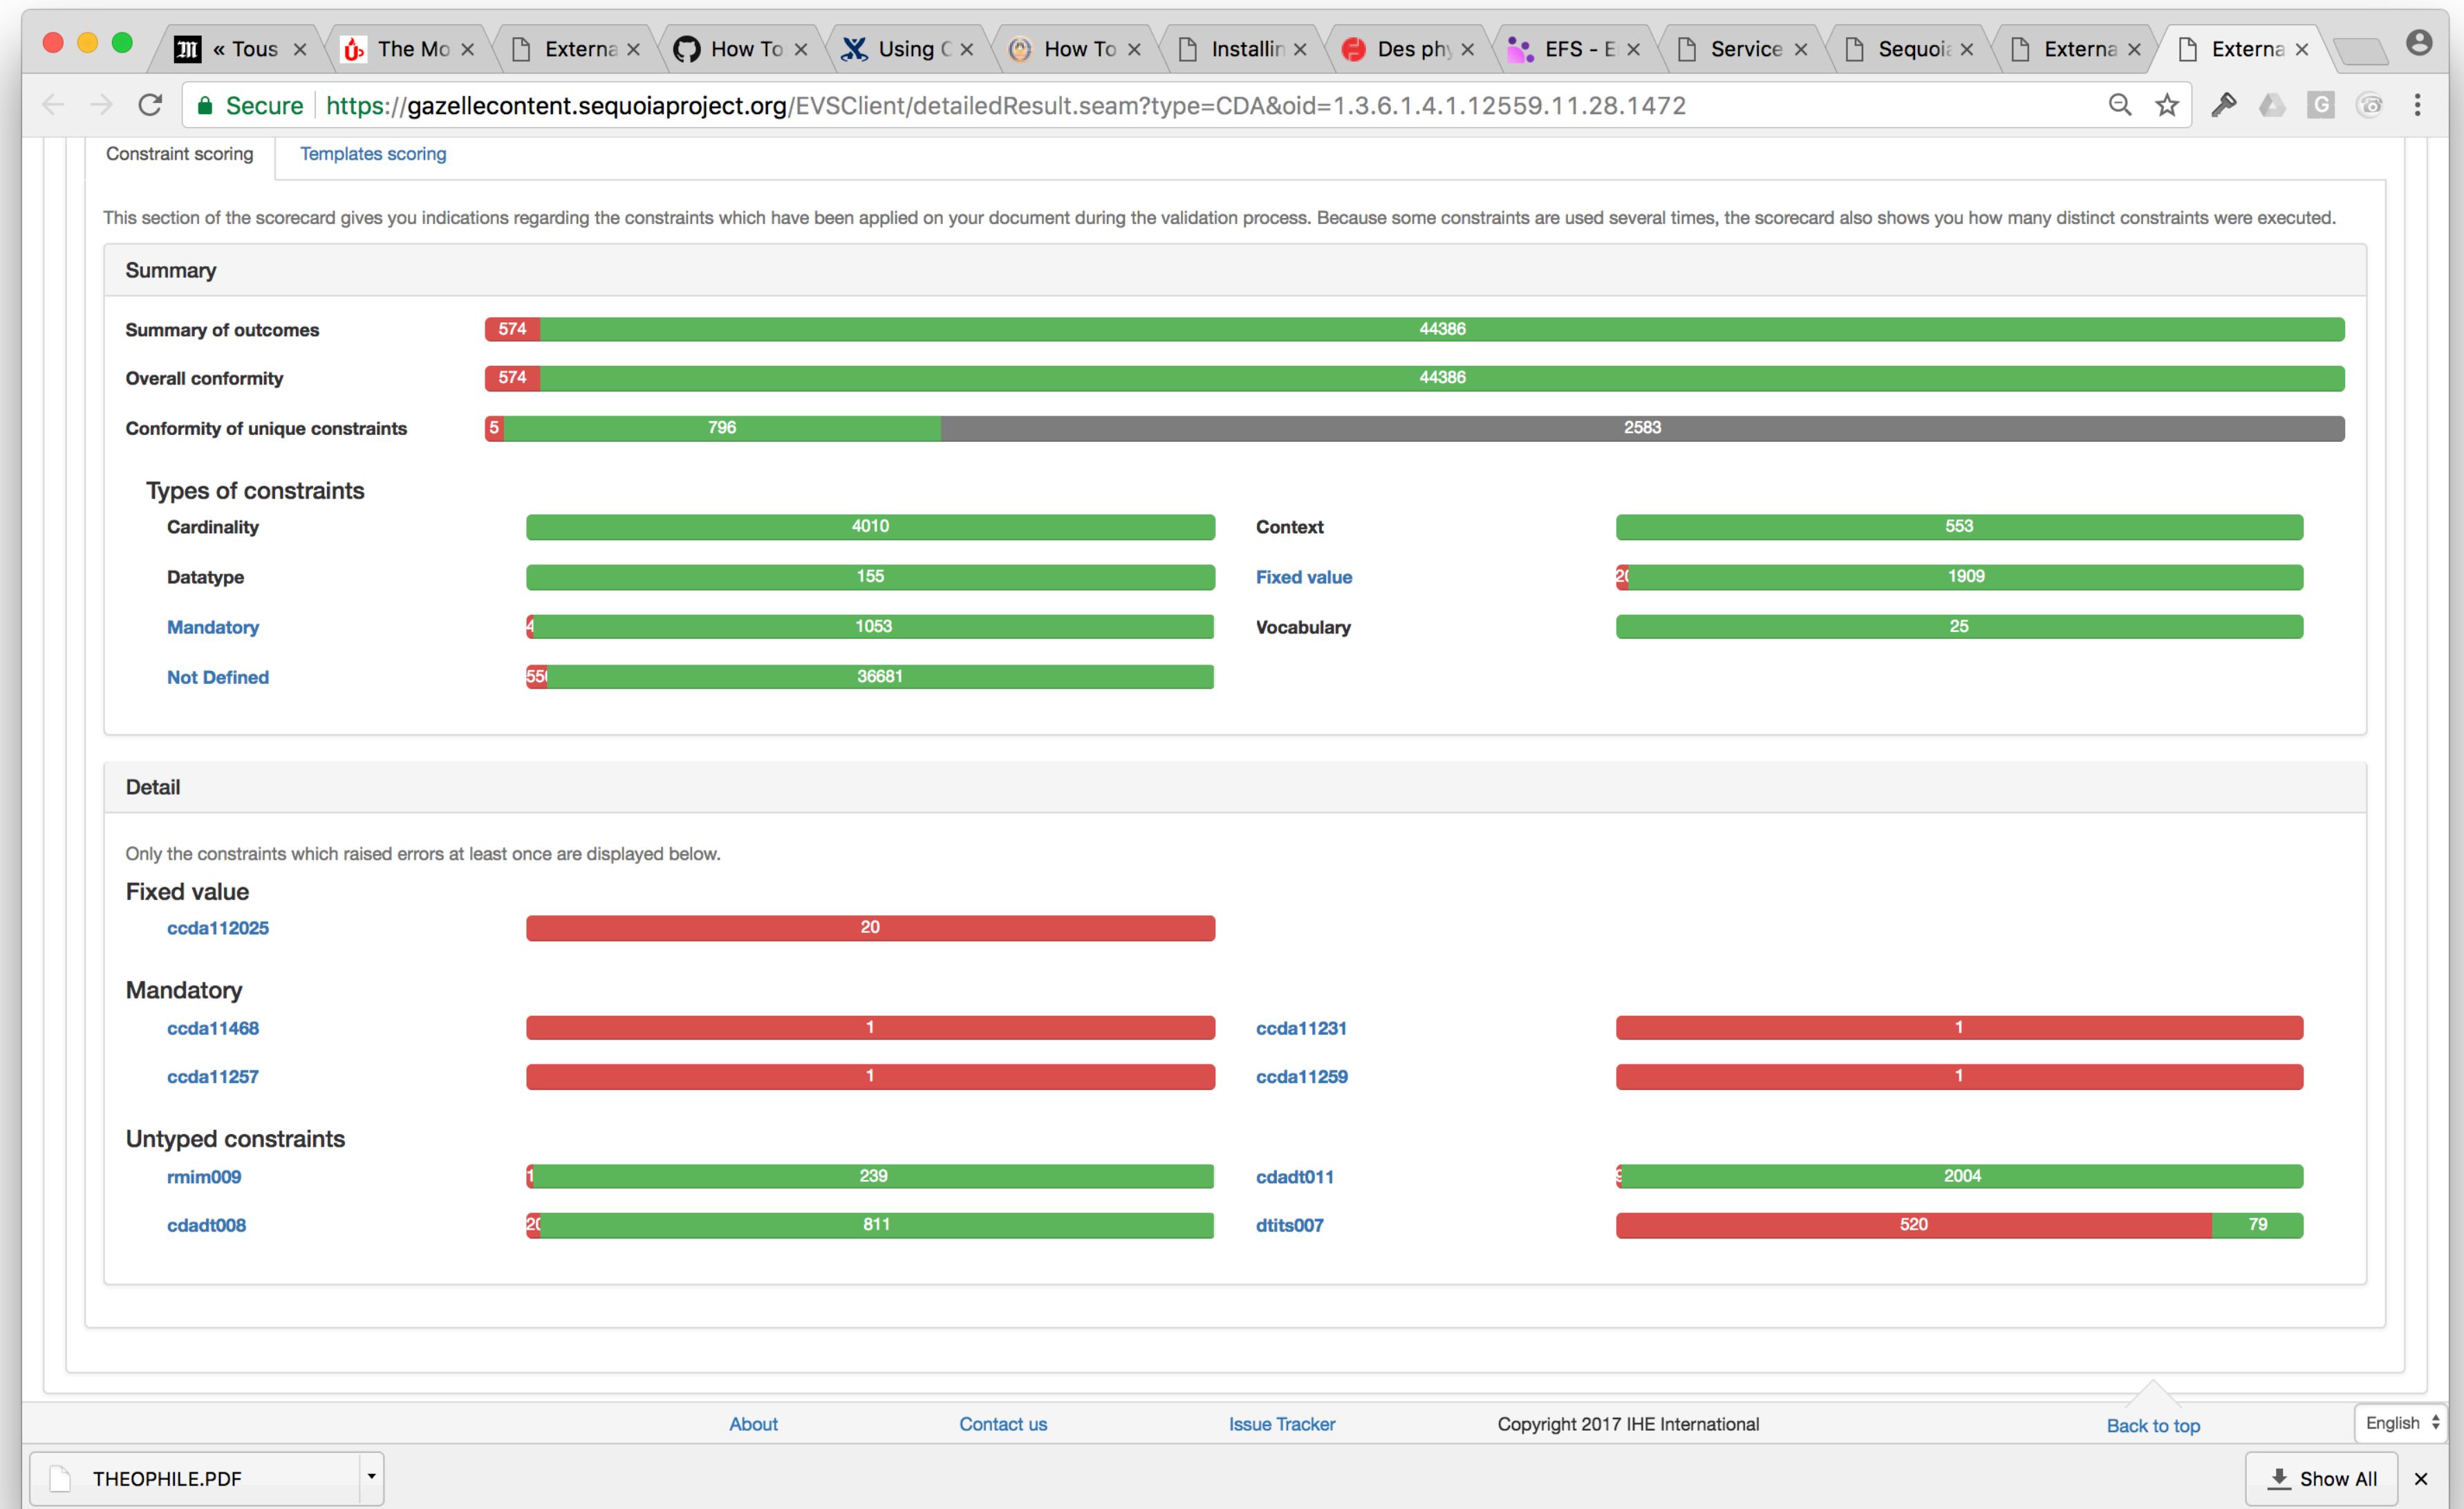 « Tous The Mo Externa How To Using C How To Installin Des phy EFS - E Service Sequoia Externa Externa
Secure https://gazellecontent.sequoiaproject.org/EVSClient/detailedResult.seam?type=CDA&oid=1.3.6.1.4.1.12559.11.28.1472
Constraint scoring Templates scoring
This section of the scorecard gives you indications regarding the constraints which have been applied on your document during the validation process. Because some constraints are used several times, the scorecard also shows you how many distinct constraints were executed.
Summary
Summary of outcomes 574 44386
Overall conformity 574 44386
Conformity of unique constraints 5 796 2583
Types of constraints
Cardinality 4010 Context 553
Datatype 155 Fixed value 20 1909
Mandatory 4 1053 Vocabulary 25
Not Defined 550 36681
Detail
Only the constraints which raised errors at least once are displayed below.
Fixed value
ccda112025 20
Mandatory
ccda11468 1 ccda11231 1
ccda11257 1 ccda11259 1
Untyped constraints
rmim009 1 239 cdadt011 9 2004
cdadt008 20 811 dtits007 520 79
About Contact us Issue Tracker Copyright 2017 IHE International Back to top English
THEOPHILE.PDF Show All